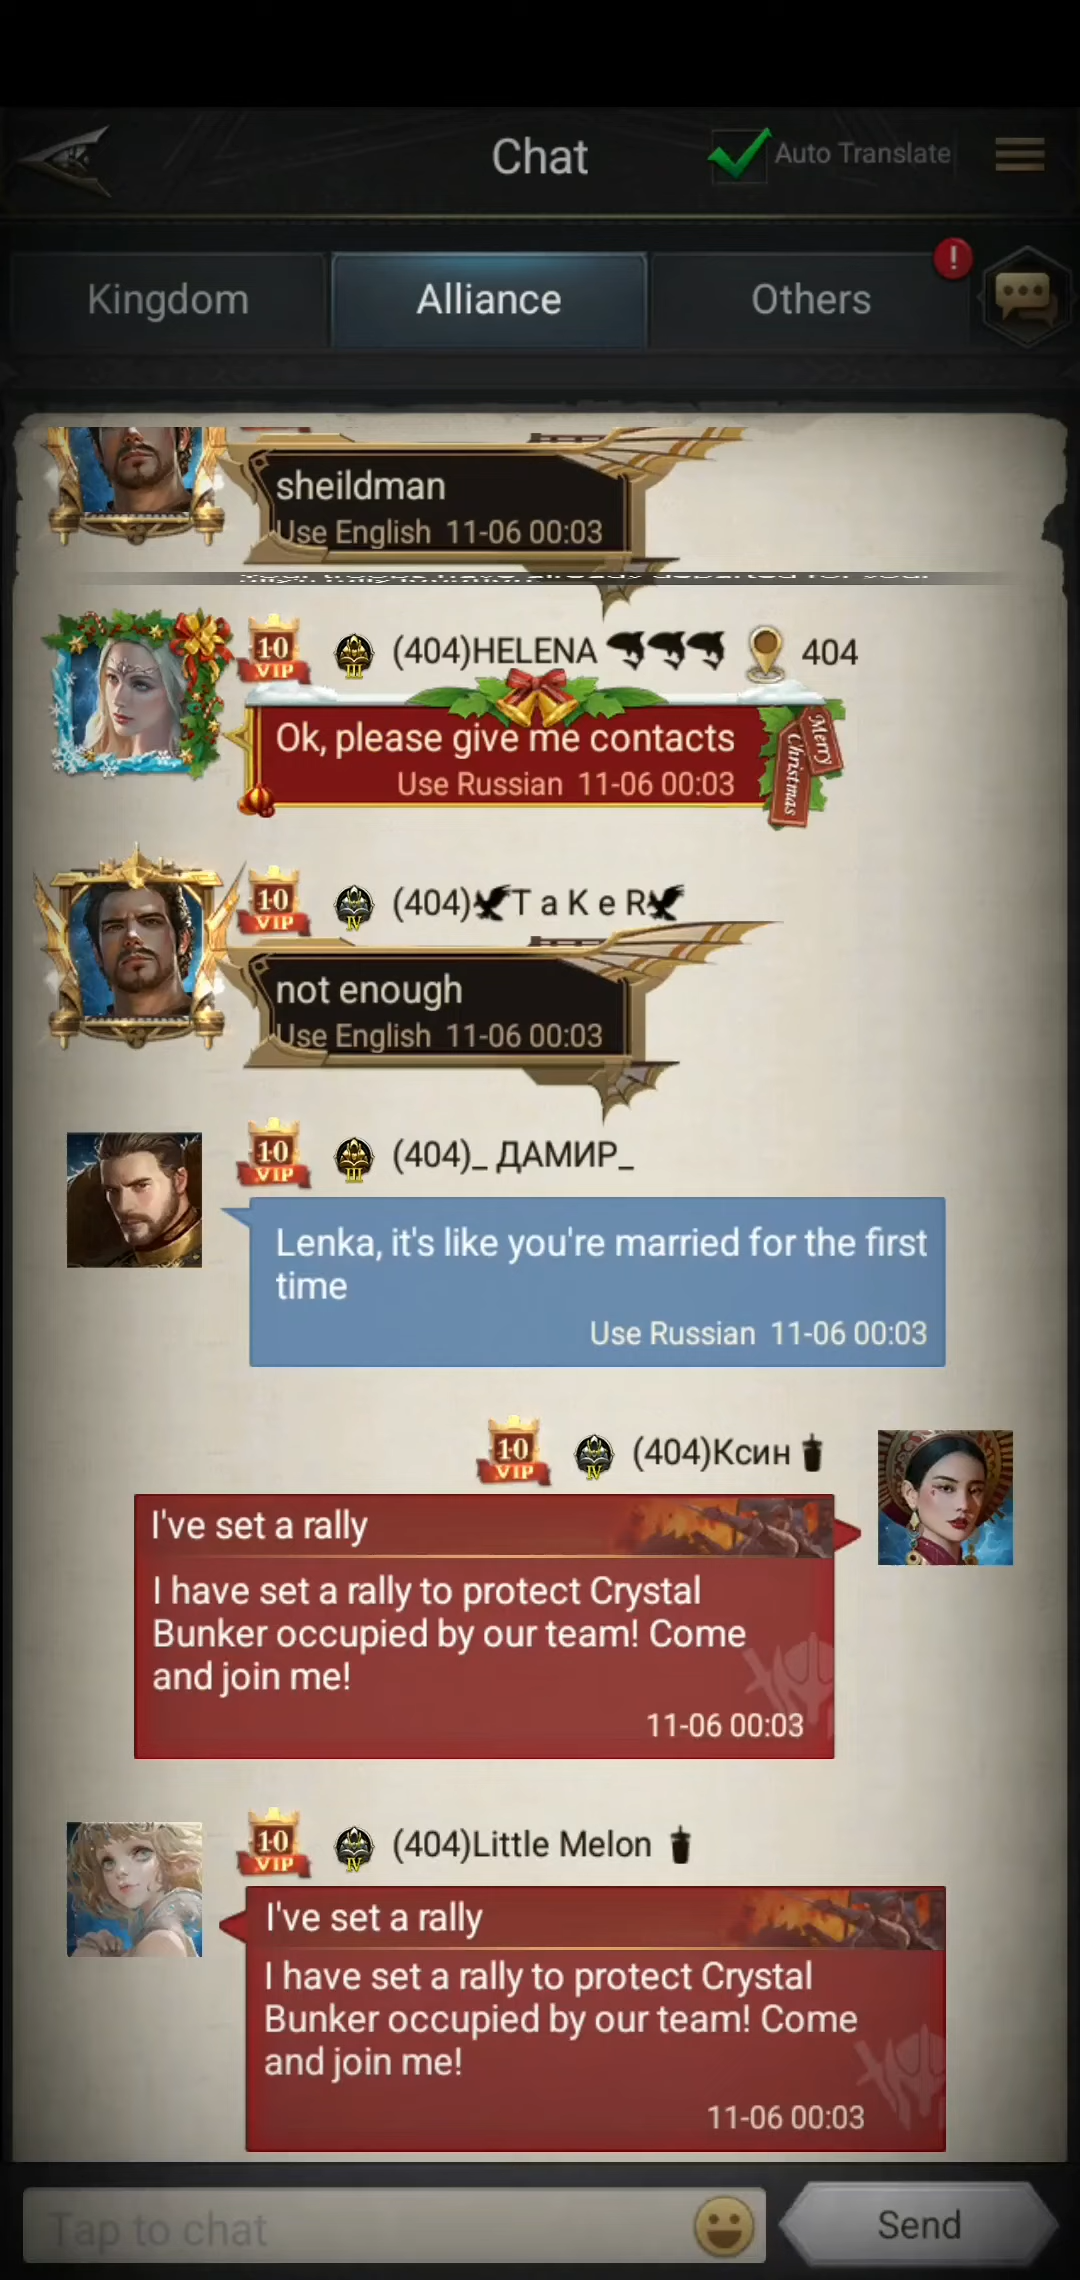 Chat
Auto Translate
Kingdom
Alliance
Others
!
sheildman
Use English 11-06 00:03
10
VIP
III
(404)HELENA
404
Ok, please give me contacts
Use Russian 11-06 00:03
Merry
Christmas
10
VIP
IV
(404)T a K e R
not enough
Use English 11-06 00:03
10
VIP
III
(404)_ ДАМИР_
Lenka, it's like you're married for the first
time
Use Russian 11-06 00:03
10
VIP
IV
(404)Ксин
I've set a rally
I have set a rally to protect Crystal
Bunker occupied by our team! Come
and join me!
11-06 00:03
10
VIP
IV
(404)Little Melon
I've set a rally
I have set a rally to protect Crystal
Bunker occupied by our team! Come
and join me!
11-06 00:03
Tap to chat
Send